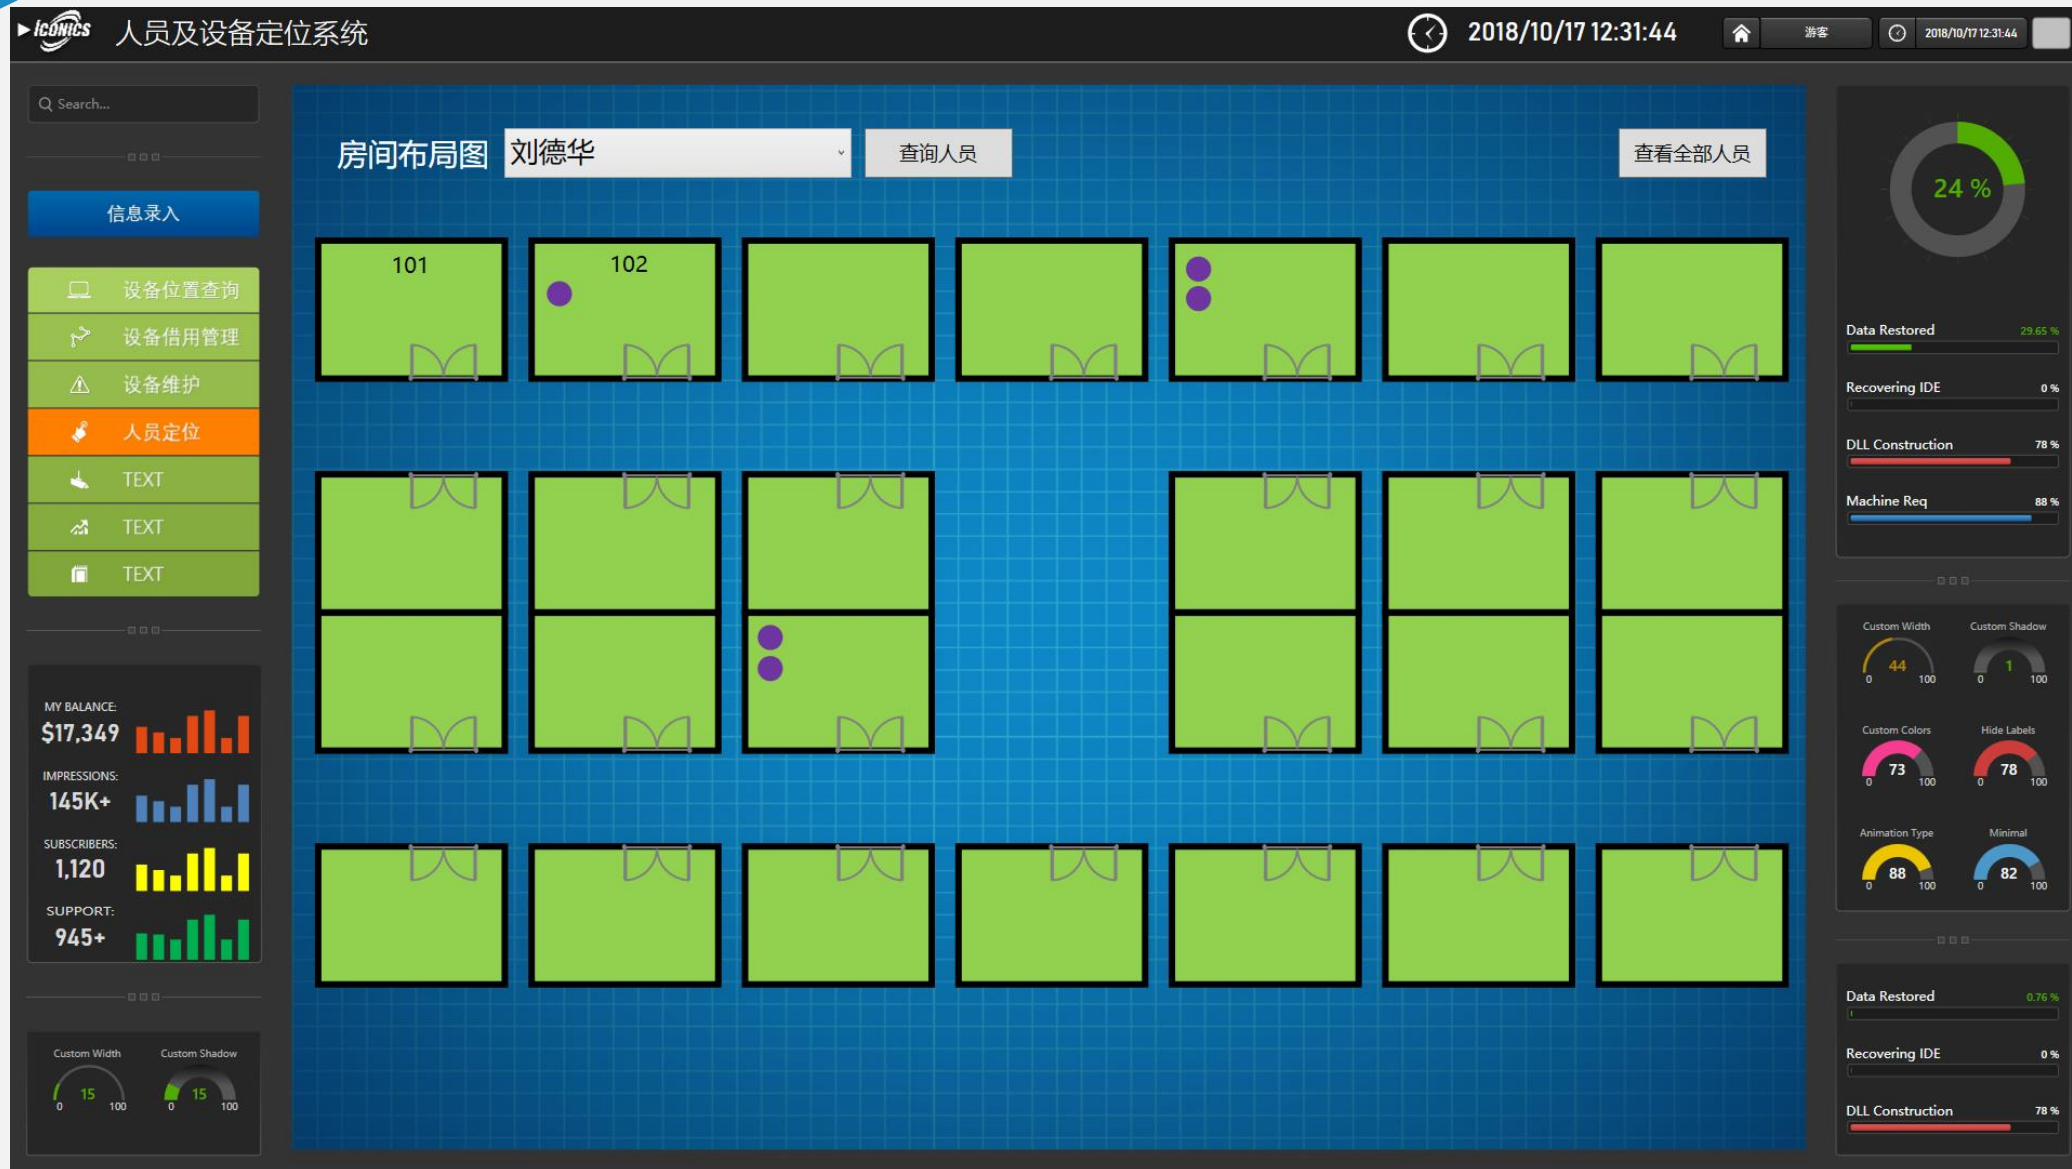 ICONICS 人员及设备定位系统
2018/10/17 12:31:44
游客
2018/10/17 12:31:44
Search...
信息录入
设备位置查询
设备借用管理
设备维护
人员定位
TEXT
TEXT
TEXT
MY BALANCE:
$17,349
IMPRESSIONS:
145K+
SUBSCRIBERS:
1,120
SUPPORT:
945+
Custom Width Custom Shadow
15 15
0 100 0 100
房间布局图 刘德华 查询人员 查看全部人员
101 102
24 %
Data Restored 29.65 %
Recovering IDE 0 %
DLL Construction 78 %
Machine Req 88 %
Custom Width Custom Shadow
44 1
0 100 0 100
Custom Colors Hide Labels
73 78
0 100 0 100
Animation Type Minimal
88 82
0 100 0 100
Data Restored 0.76 %
Recovering IDE 0 %
DLL Construction 78 %